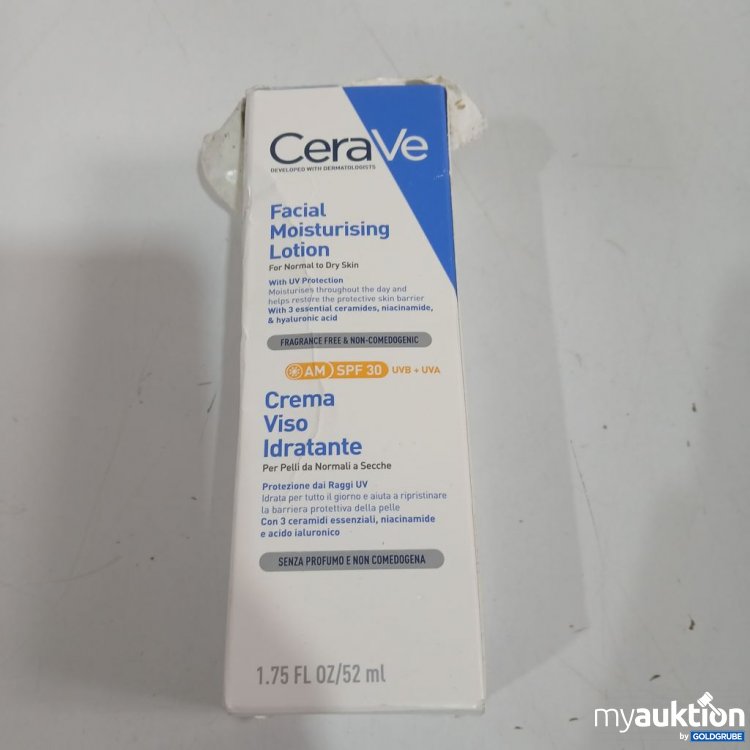 CeraVe
DEVELOPED WITH DERMATOLOGISTS
Facial
Moisturising
Lotion
For Normal to Dry Skin
With UV Protection
Moisturises throughout the day and
helps restore the protective skin barrier
With 3 essential ceramides, niacinamide,
& hyaluronic acid
FRAGRANCE FREE & NON-COMEDOGENIC
AM SPF 30 UVB + UVA
Crema
Viso
Idratante
Per Pelli da Normali a Secche
Protezione dai Raggi UV
Idrata per tutto il giorno e aiuta a ripristinare
la barriera protettiva della pelle
Con 3 ceramidi essenziali, niacinamide
e acido ialuronico
SENZA PROFUMO E NON COMEDOGENA
1.75 FL OZ/52 ml
myauktion
by GOLDGRUBE